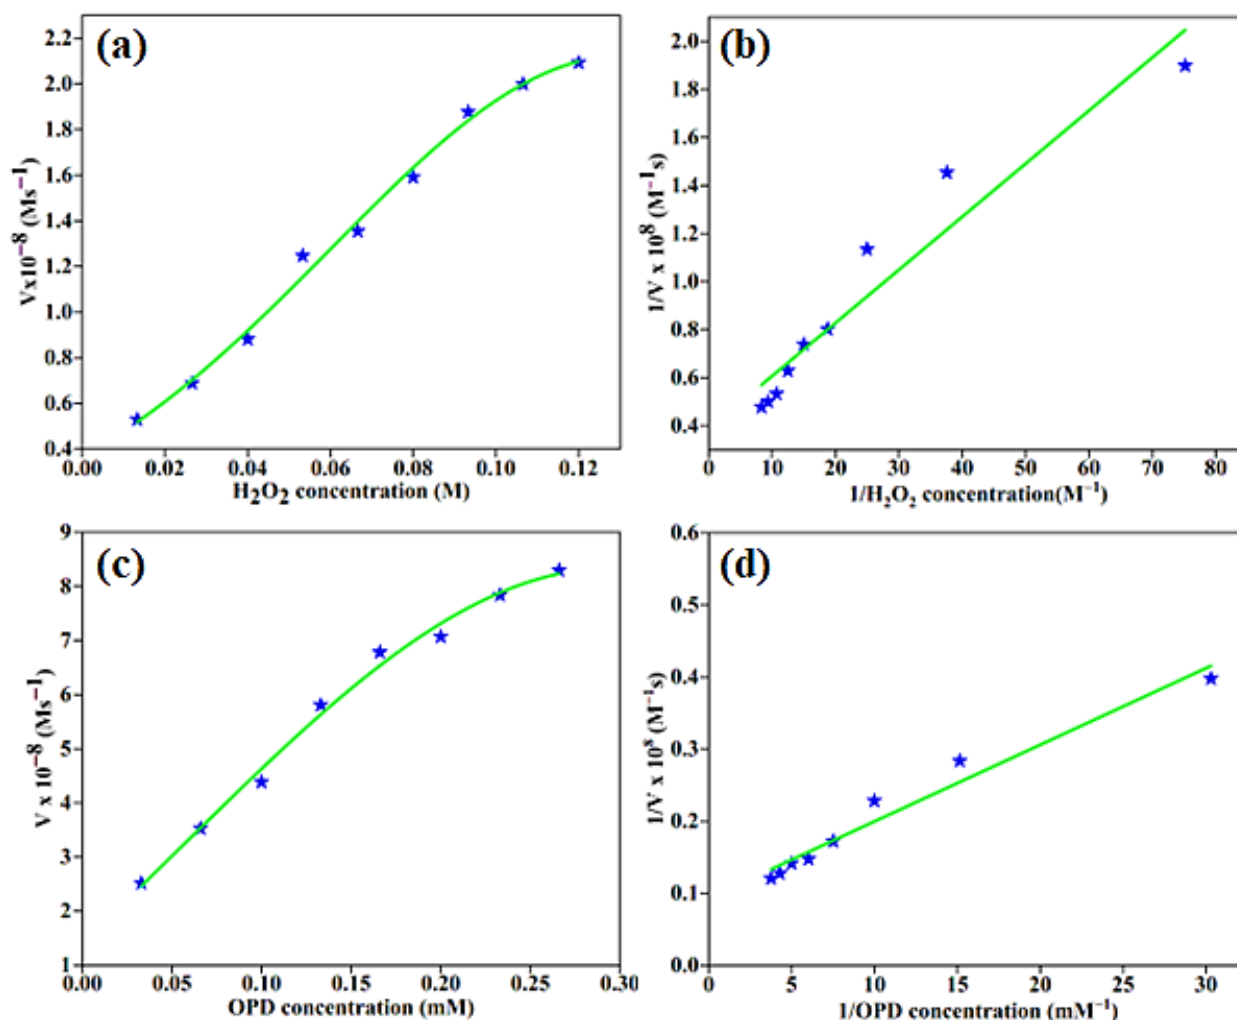 (a)
Vx10⁻⁸ (Ms⁻¹)
2.2
2.0
1.8
1.6
1.4
1.2
1.0
0.8
0.6
0.4
0.00 0.02 0.04 0.06 0.08 0.10 0.12
H₂O₂ concentration (M)
(b)
1/V x 10⁸ (M⁻¹s)
2.0
1.8
1.6
1.4
1.2
1.0
0.8
0.6
0.4
0 10 20 30 40 50 60 70 80
1/H₂O₂ concentration(M⁻¹)
(c)
V x 10⁻⁸ (Ms⁻¹)
9
8
7
6
5
4
3
2
1
0.00 0.05 0.10 0.15 0.20 0.25 0.30
OPD concentration (mM)
(d)
1/V x 10⁸ (M⁻¹s)
0.6
0.5
0.4
0.3
0.2
0.1
0.0
0 5 10 15 20 25 30
1/OPD concentration (mM⁻¹)